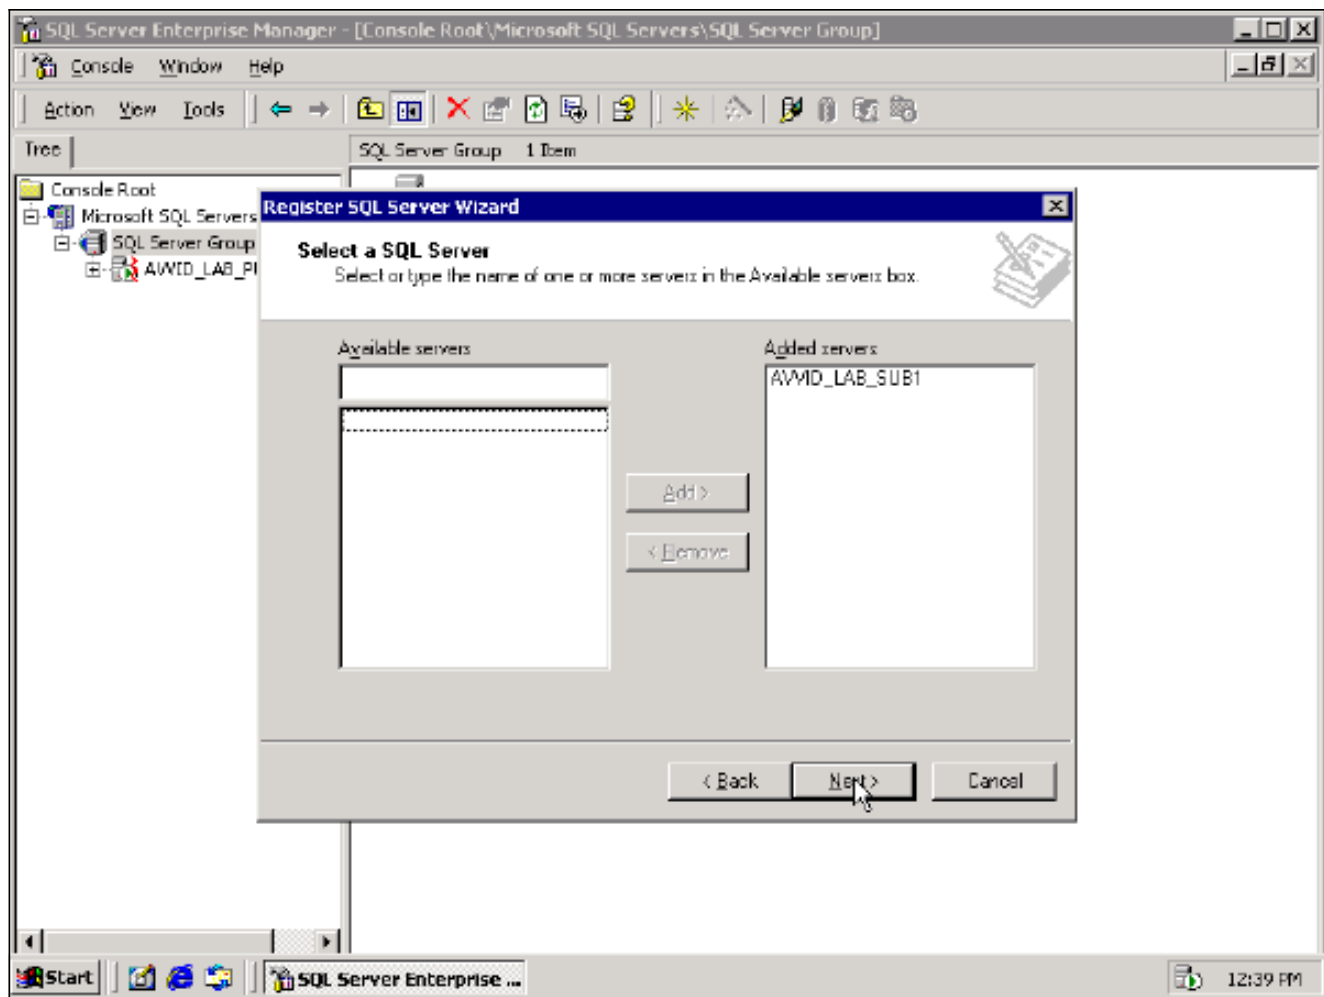 SQL Server Enterprise Manager - [Console Root\Microsoft SQL Servers\SQL Server Group]
Console Window Help
Action View Tools
Tree
SQL Server Group 1 Item
Console Root
Microsoft SQL Servers
SQL Server Group
AVVID_LAB_PU
Register SQL Server Wizard
Select a SQL Server
Select or type the name of one or more servers in the Available servers box.
Available servers
Added servers
AVVID_LAB_SUB1
Add >
< Remove
< Back
Next >
Cancel
Start
SQL Server Enterprise ...
12:39 PM